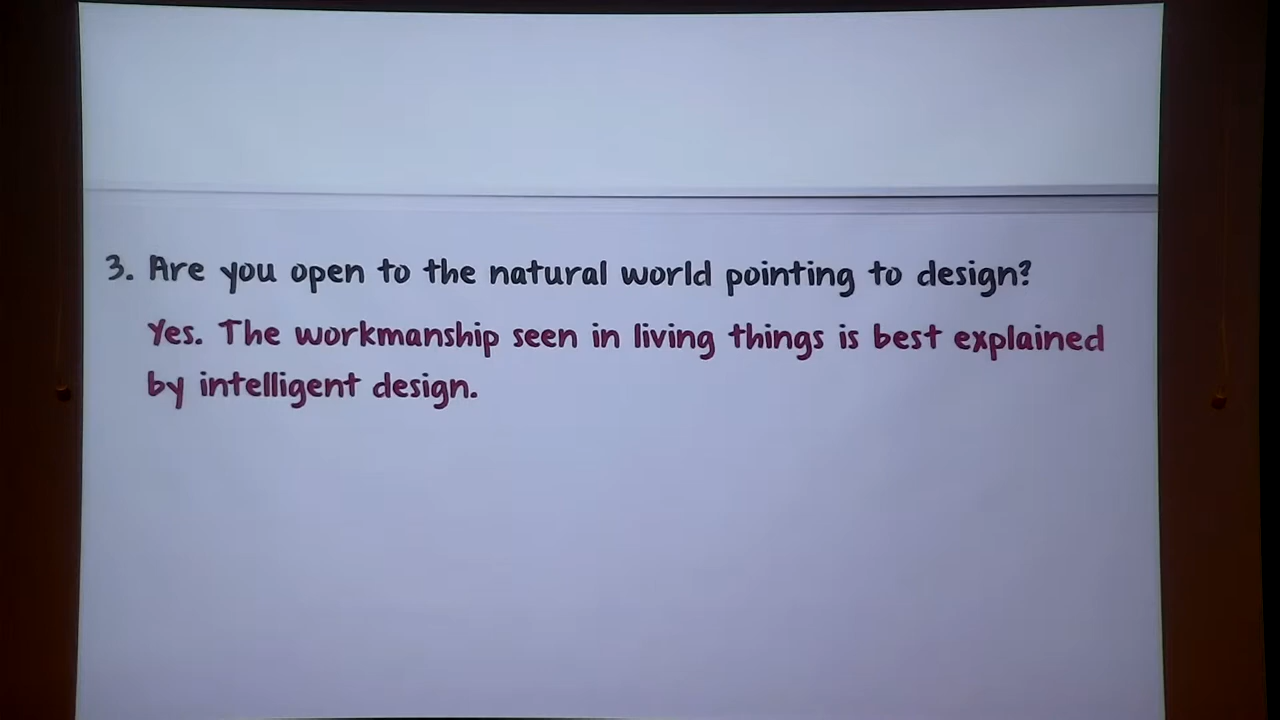 3. Are you open to the natural world pointing to design?
Yes. The workmanship seen in living things is best explained
by intelligent design.